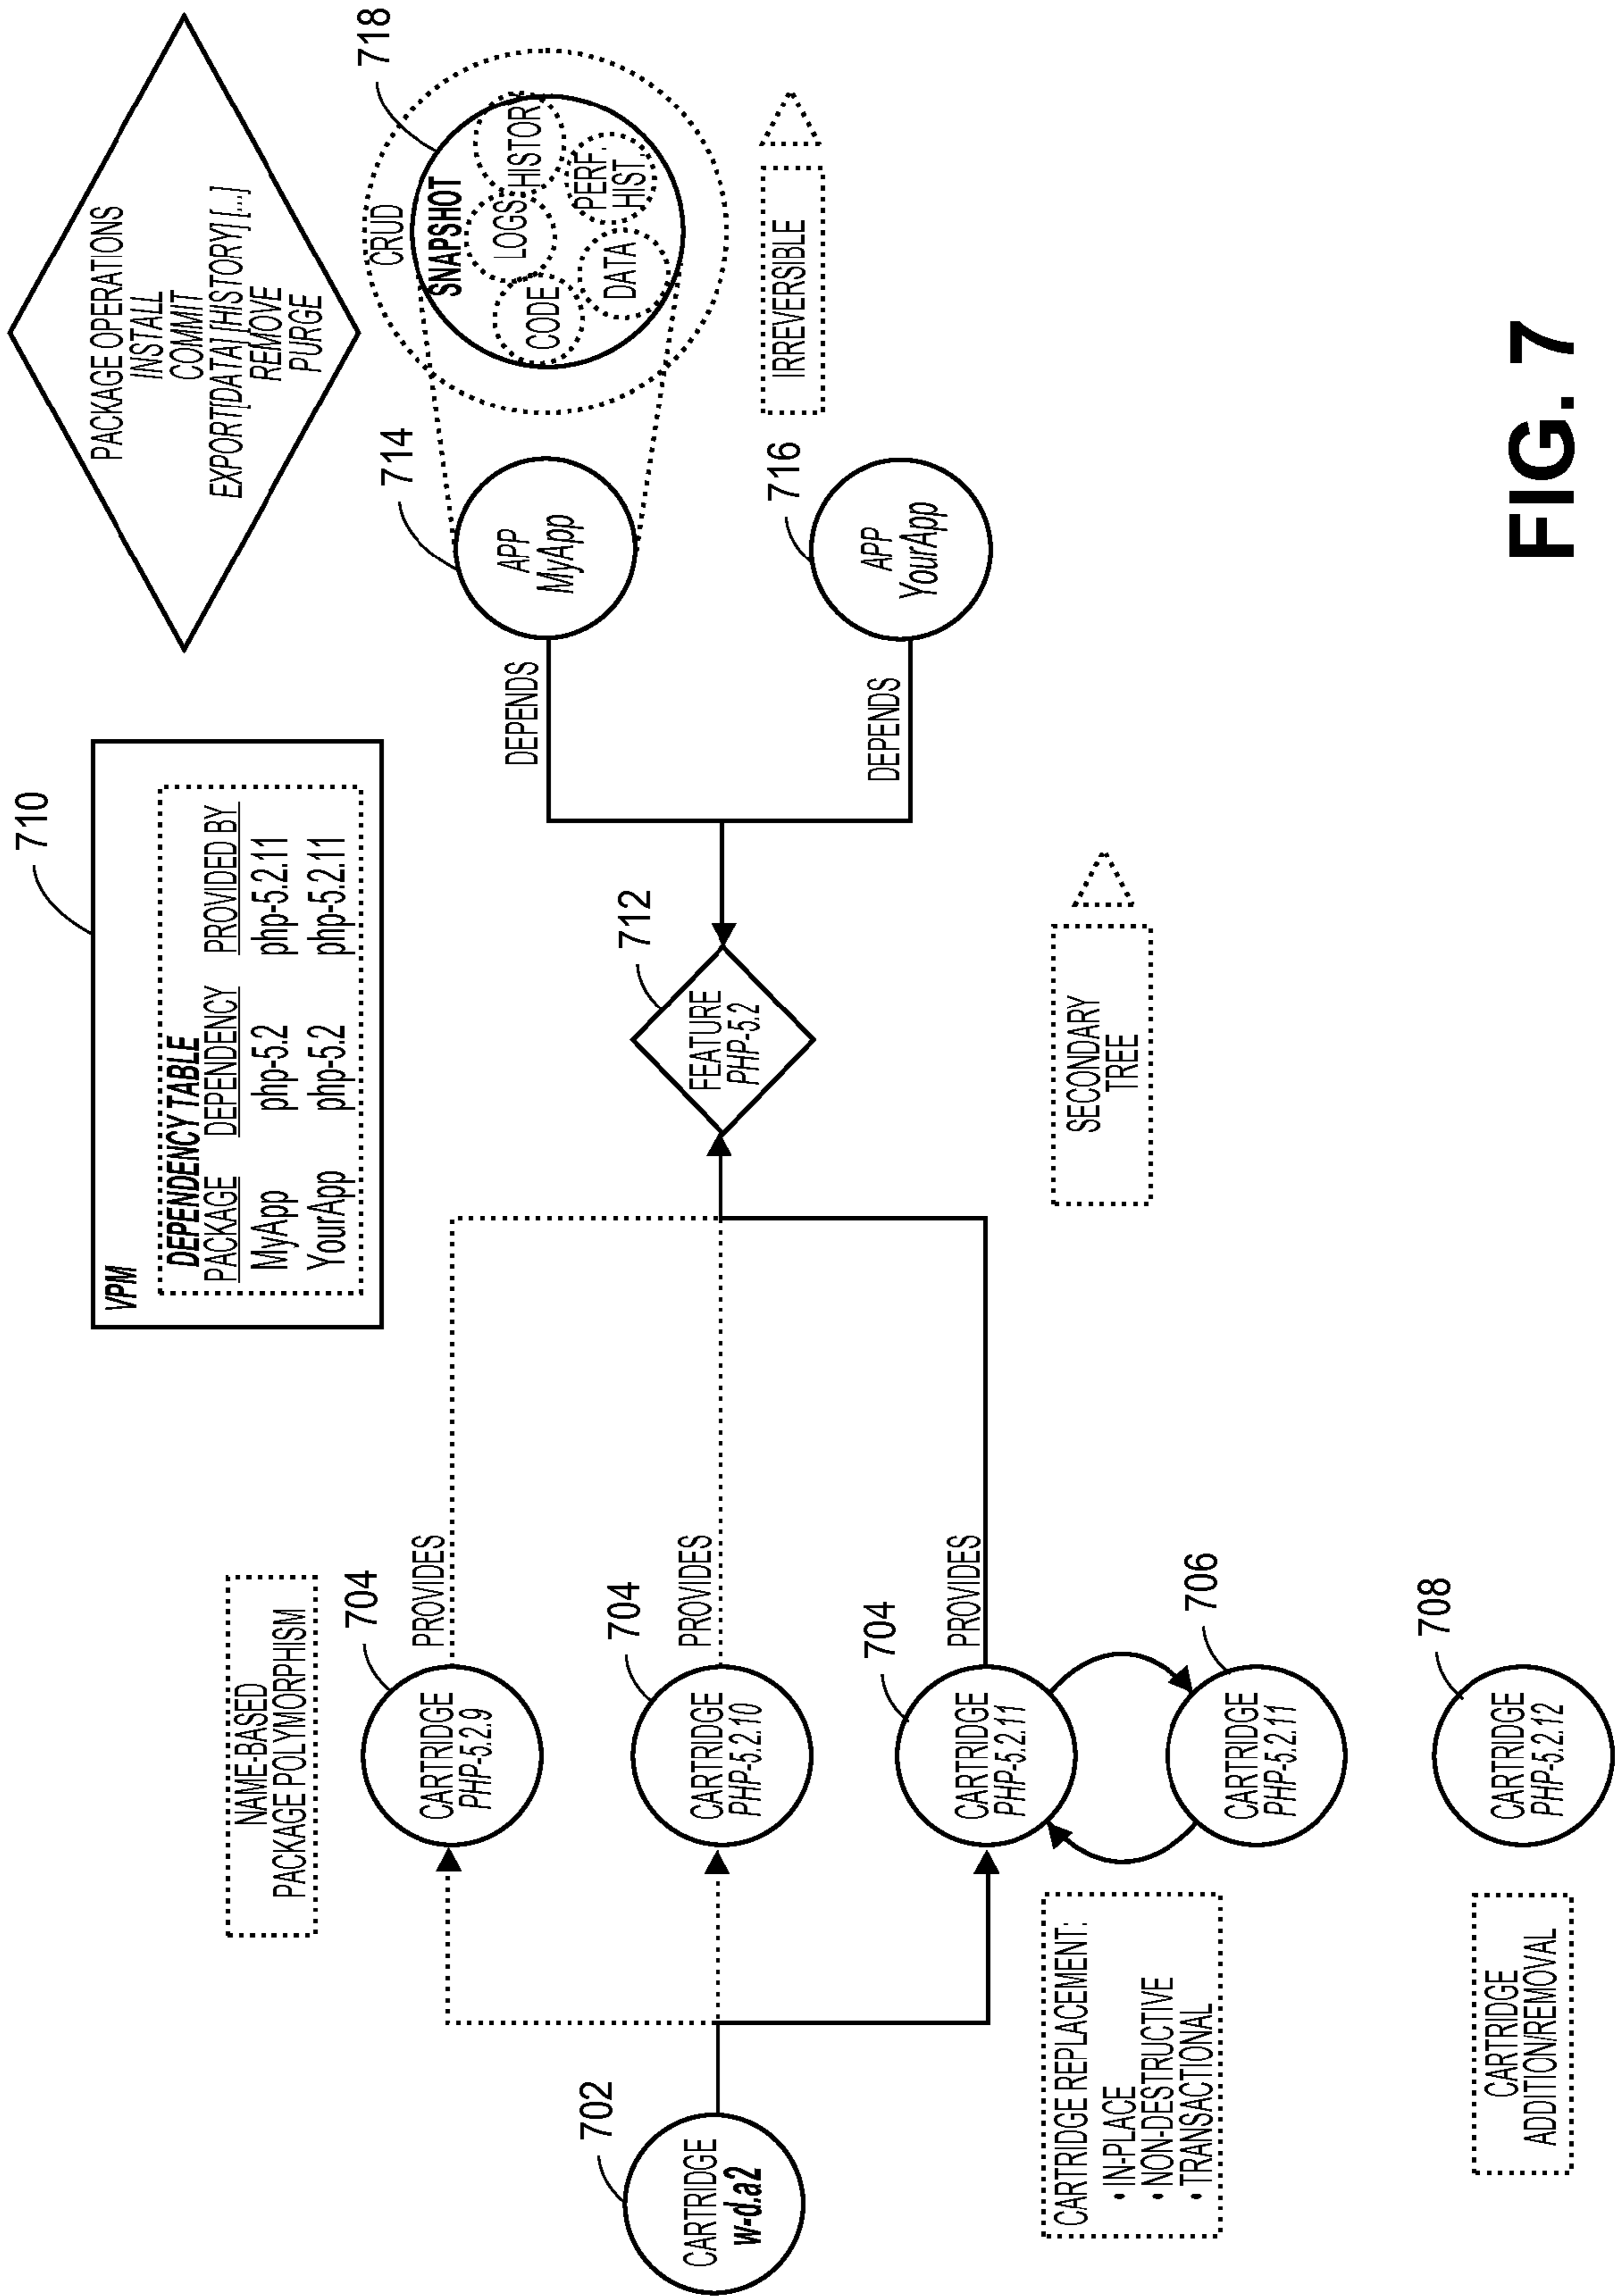 PACKAGE OPERATIONS
INSTALL
COMMIT
EXPORT[DATA] [HISTORY] [...]
REMOVE
PURGE
710
VPM
DEPENDENCY TABLE
PACKAGE DEPENDENCY PROVIDED BY
MyApp php-5.2 php-5.2.11
YourApp php-5.2 php-5.2.11
NAME-BASED
PACKAGE POLYMORPHISM
702
CARTRIDGE
w-d.a2
704
CARTRIDGE
PHP-5.2.9
PROVIDES
704
CARTRIDGE
PHP-5.2.10
PROVIDES
704
CARTRIDGE
PHP-5.2.11
PROVIDES
706
CARTRIDGE
PHP-5.2.11
708
CARTRIDGE
PHP-5.2.12
CARTRIDGE REPLACEMENT:
• IN-PLACE
• NON-DESTRUCTIVE
• TRANSACTIONAL
CARTRIDGE
ADDITION/REMOVAL
712
FEATURE
PHP-5.2
DEPENDS
DEPENDS
714
APP
MyApp
716
APP
YourApp
718
CRUD
SNAPSHOT
CODE
LOGS
HISTOR
DATA
PERF.
HIST.
SECONDARY
TREE
IRREVERSIBLE
FIG. 7